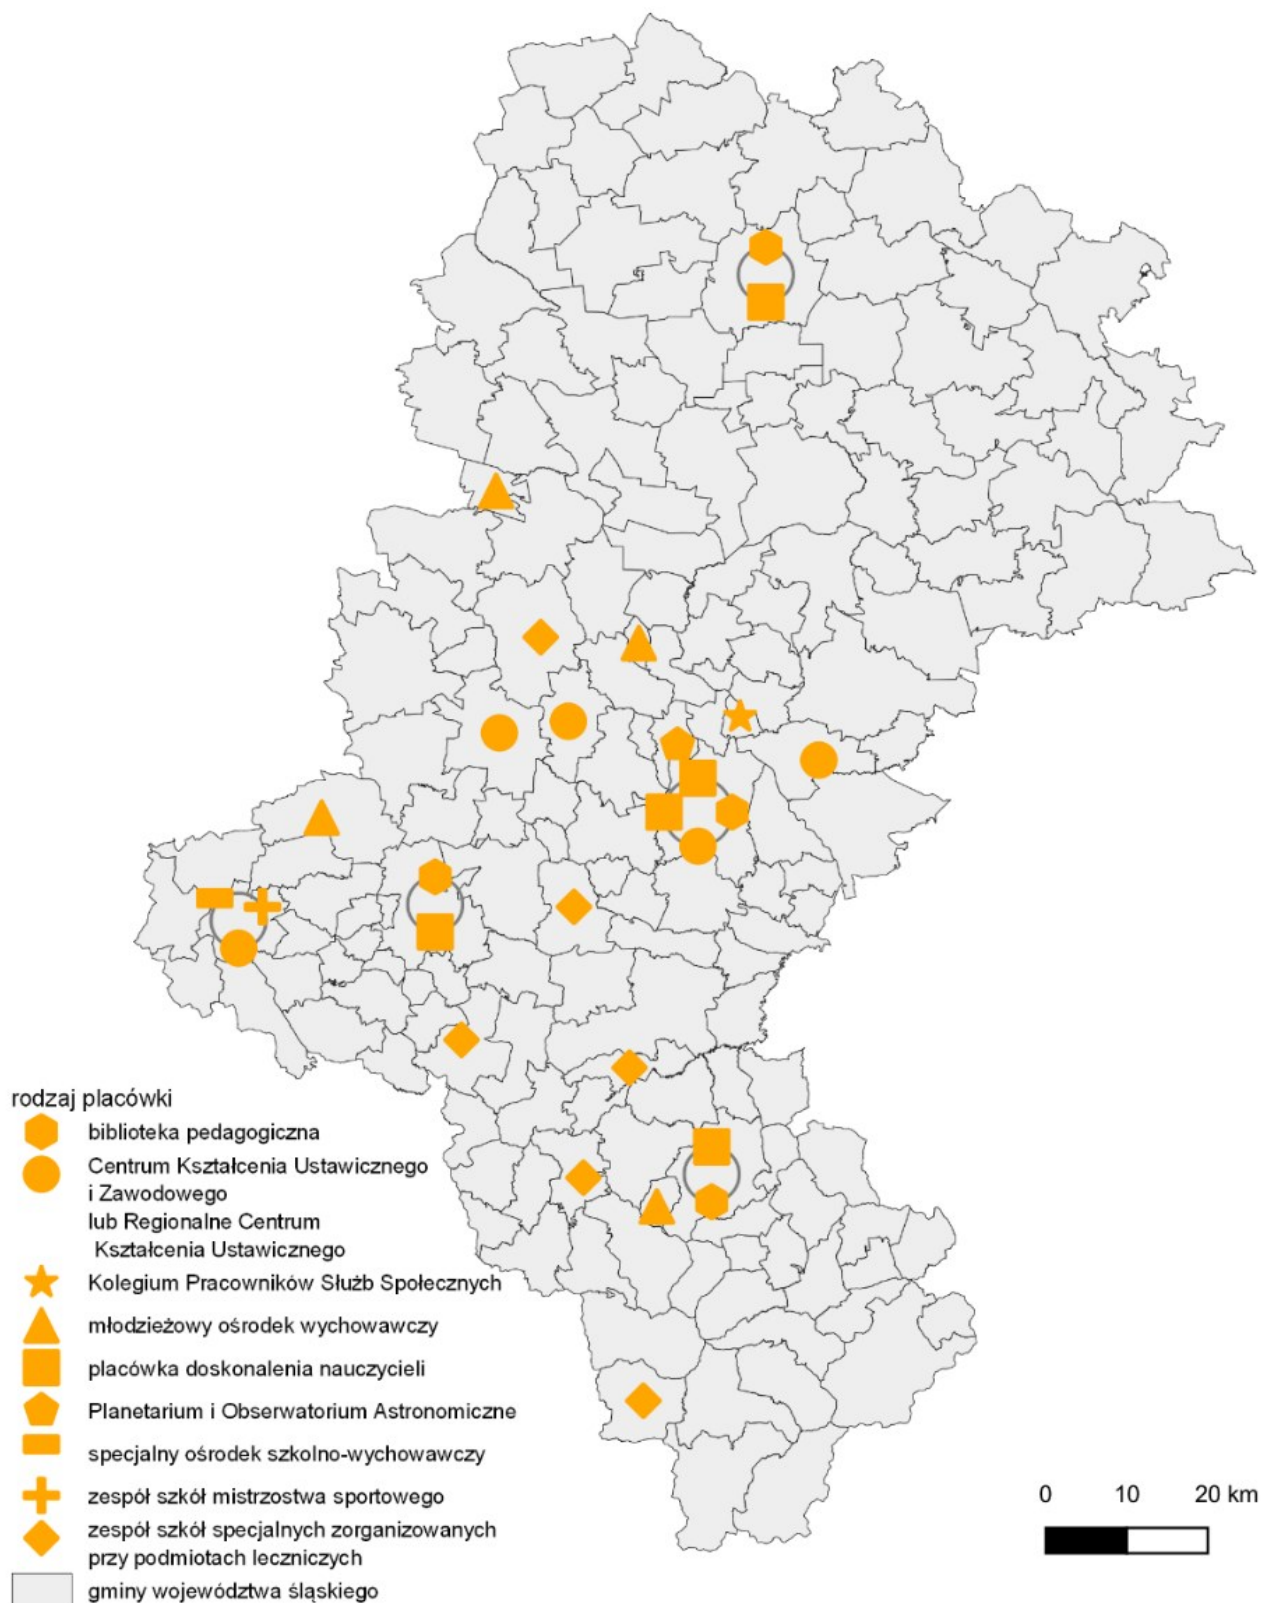 rodzaj placówki
biblioteka pedagogiczna
Centrum Kształcenia Ustawicznego
i Zawodowego
lub Regionalne Centrum
Kształcenia Ustawicznego
Kolegium Pracowników Służb Społecznych
młodzieżowy ośrodek wychowawczy
placówka doskonalenia nauczycieli
Planetarium i Obserwatorium Astronomiczne
specjalny ośrodek szkolno-wychowawczy
zespół szkół mistrzostwa sportowego
zespół szkół specjalnych zorganizowanych
przy podmiotach leczniczych
gminy województwa śląskiego
0 10 20 km